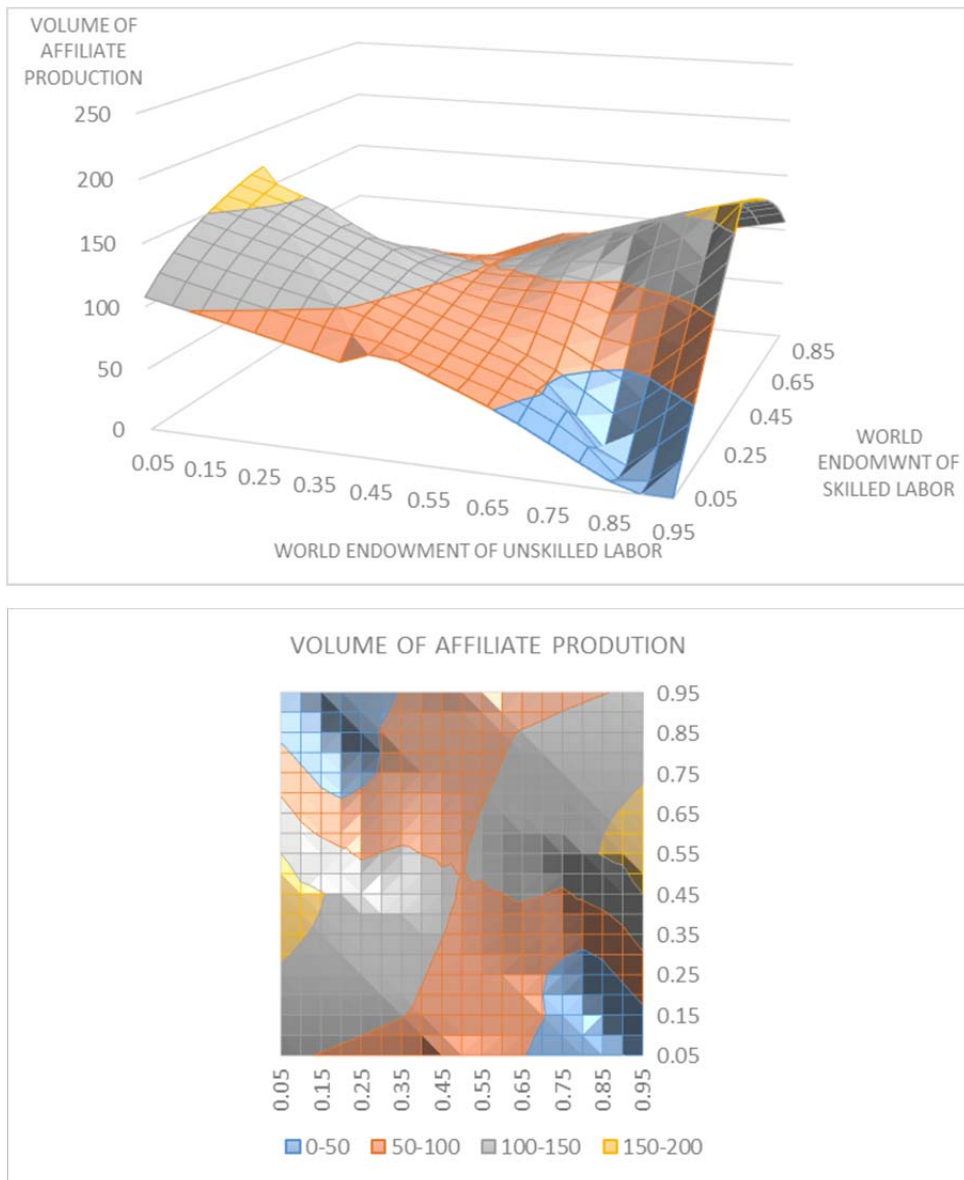 VOLUME OF
AFFILIATE
PRODUCTION
250
200
150
100
50
0
0.05 0.15 0.25 0.35 0.45 0.55 0.65 0.75 0.85 0.95
WORLD ENDOWMENT OF UNSKILLED LABOR
0.85
0.65
0.45
0.25
0.05
WORLD
ENDOMWNT OF
SKILLED LABOR
VOLUME OF AFFILIATE PRODUTION
0.95
0.85
0.75
0.65
0.55
0.45
0.35
0.25
0.15
0.05
0.05 0.15 0.25 0.35 0.45 0.55 0.65 0.75 0.85 0.95
0-50 50-100 100-150 150-200